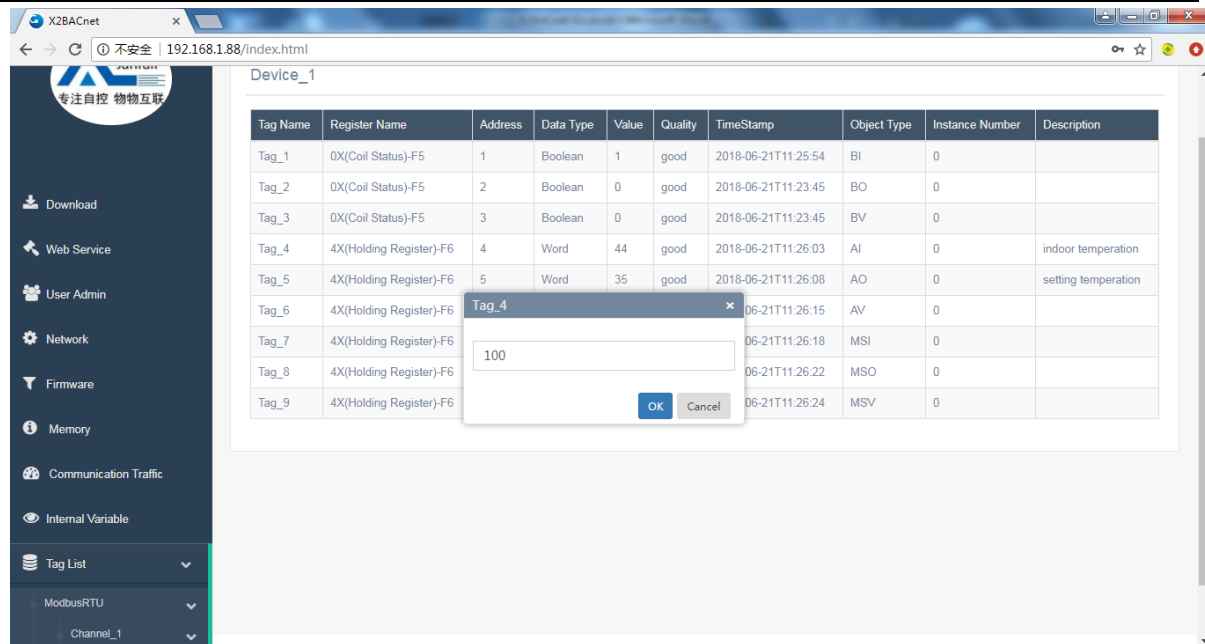 X2BACnet
不安全 | 192.168.1.88/index.html
专注自控 物物互联
Download
Web Service
User Admin
Network
Firmware
Memory
Communication Traffic
Internal Variable
Tag List
ModbusRTU
Channel_1
Device_1
Tag Name Register Name Address Data Type Value Quality TimeStamp Object Type Instance Number Description
Tag_1 0X(Coil Status)-F5 1 Boolean 1 good 2018-06-21T11:25:54 BI 0
Tag_2 0X(Coil Status)-F5 2 Boolean 0 good 2018-06-21T11:23:45 BO 0
Tag_3 0X(Coil Status)-F5 3 Boolean 0 good 2018-06-21T11:23:45 BV 0
Tag_4 4X(Holding Register)-F6 4 Word 44 good 2018-06-21T11:26:03 AI 0 indoor temperation
Tag_5 4X(Holding Register)-F6 5 Word 35 good 2018-06-21T11:26:08 AO 0 setting temperation
Tag_6 4X(Holding Register)-F6 06-21T11:26:15 AV 0
Tag_7 4X(Holding Register)-F6 06-21T11:26:18 MSI 0
Tag_8 4X(Holding Register)-F6 06-21T11:26:22 MSO 0
Tag_9 4X(Holding Register)-F6 06-21T11:26:24 MSV 0
Tag_4
100
OK Cancel